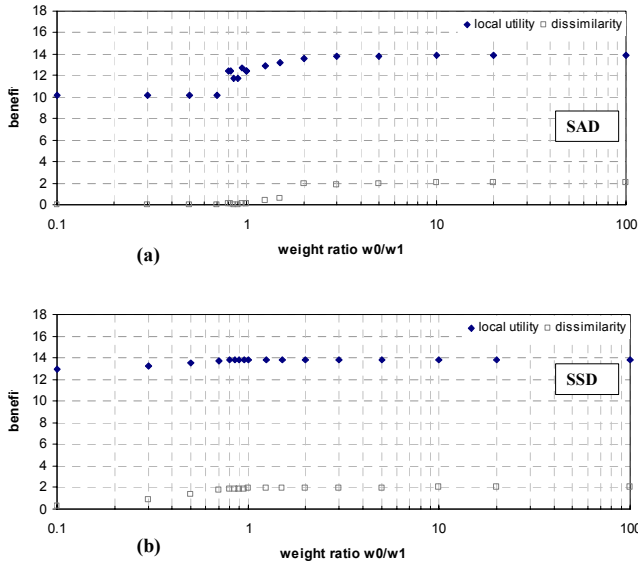 18
16
14
12
10
8
6
4
2
0
benefi
local utility dissimilarity
SAD
0.1 1 10 100
weight ratio w0/w1
(a)
18
16
14
12
10
8
6
4
2
0
benefi
local utility dissimilarity
SSD
0.1 1 10 100
weight ratio w0/w1
(b)